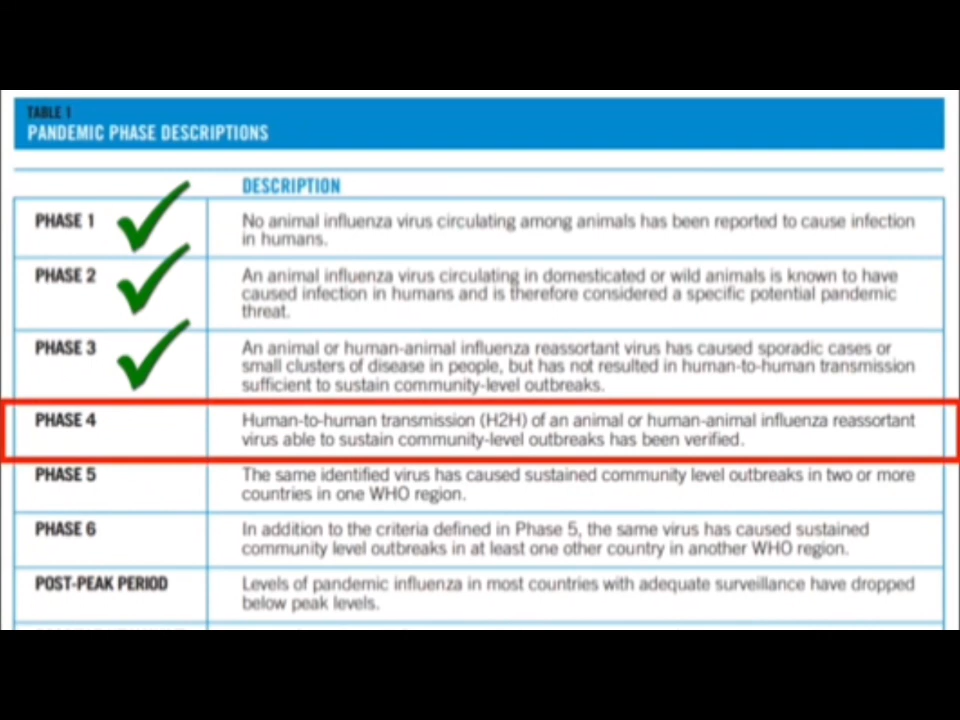 TABLE 1
PANDEMIC PHASE DESCRIPTIONS
DESCRIPTION
PHASE 1
No animal influenza virus circulating among animals has been reported to cause infection
in humans.
PHASE 2
An animal influenza virus circulating in domesticated or wild animals is known to have
caused infection in humans and is therefore considered a specific potential pandemic
threat.
PHASE 3
An animal or human-animal influenza reassortant virus has caused sporadic cases or
small clusters of disease in people, but has not resulted in human-to-human transmission
sufficient to sustain community-level outbreaks.
PHASE 4
Human-to-human transmission (H2H) of an animal or human-animal influenza reassortant
virus able to sustain community-level outbreaks has been verified.
PHASE 5
The same identified virus has caused sustained community level outbreaks in two or more
countries in one WHO region.
PHASE 6
In addition to the criteria defined in Phase 5, the same virus has caused sustained
community level outbreaks in at least one other country in another WHO region.
POST-PEAK PERIOD
Levels of pandemic influenza in most countries with adequate surveillance have dropped
below peak levels.